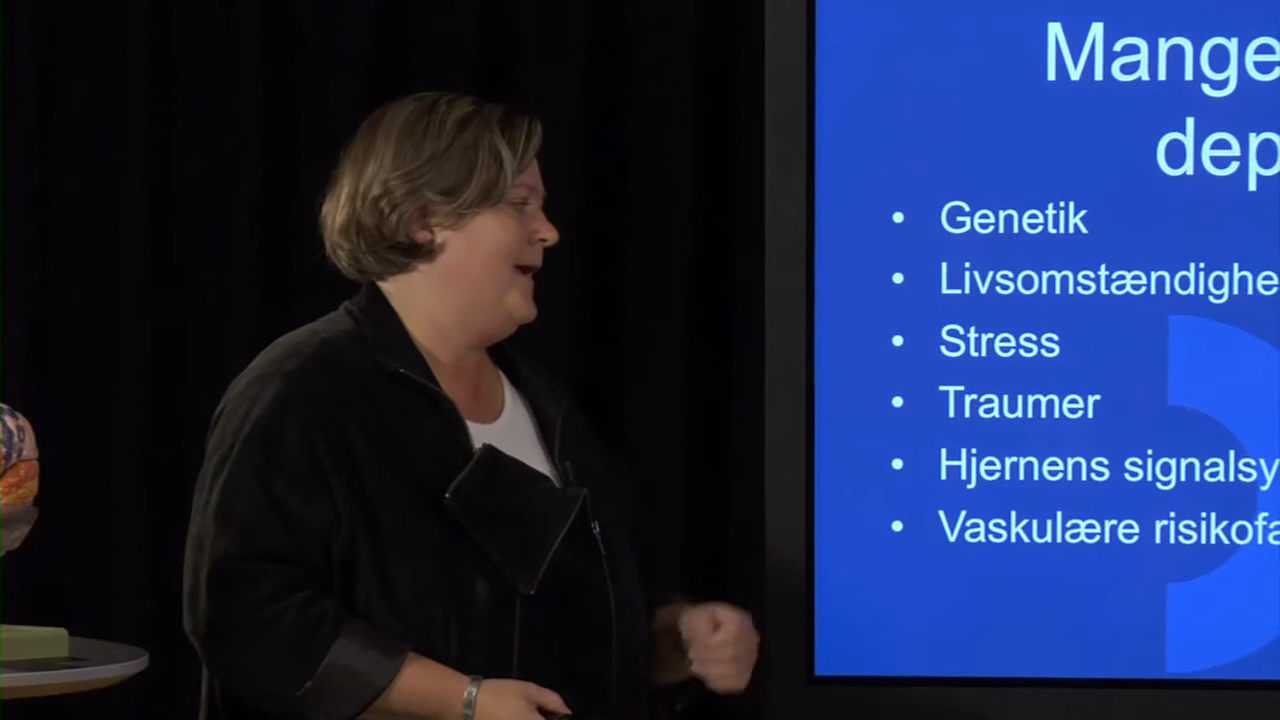 Mange
dep
Genetik
Livsomstændighe
Stress
Traumer
Hjernens signalsy
Vaskulære risikofa